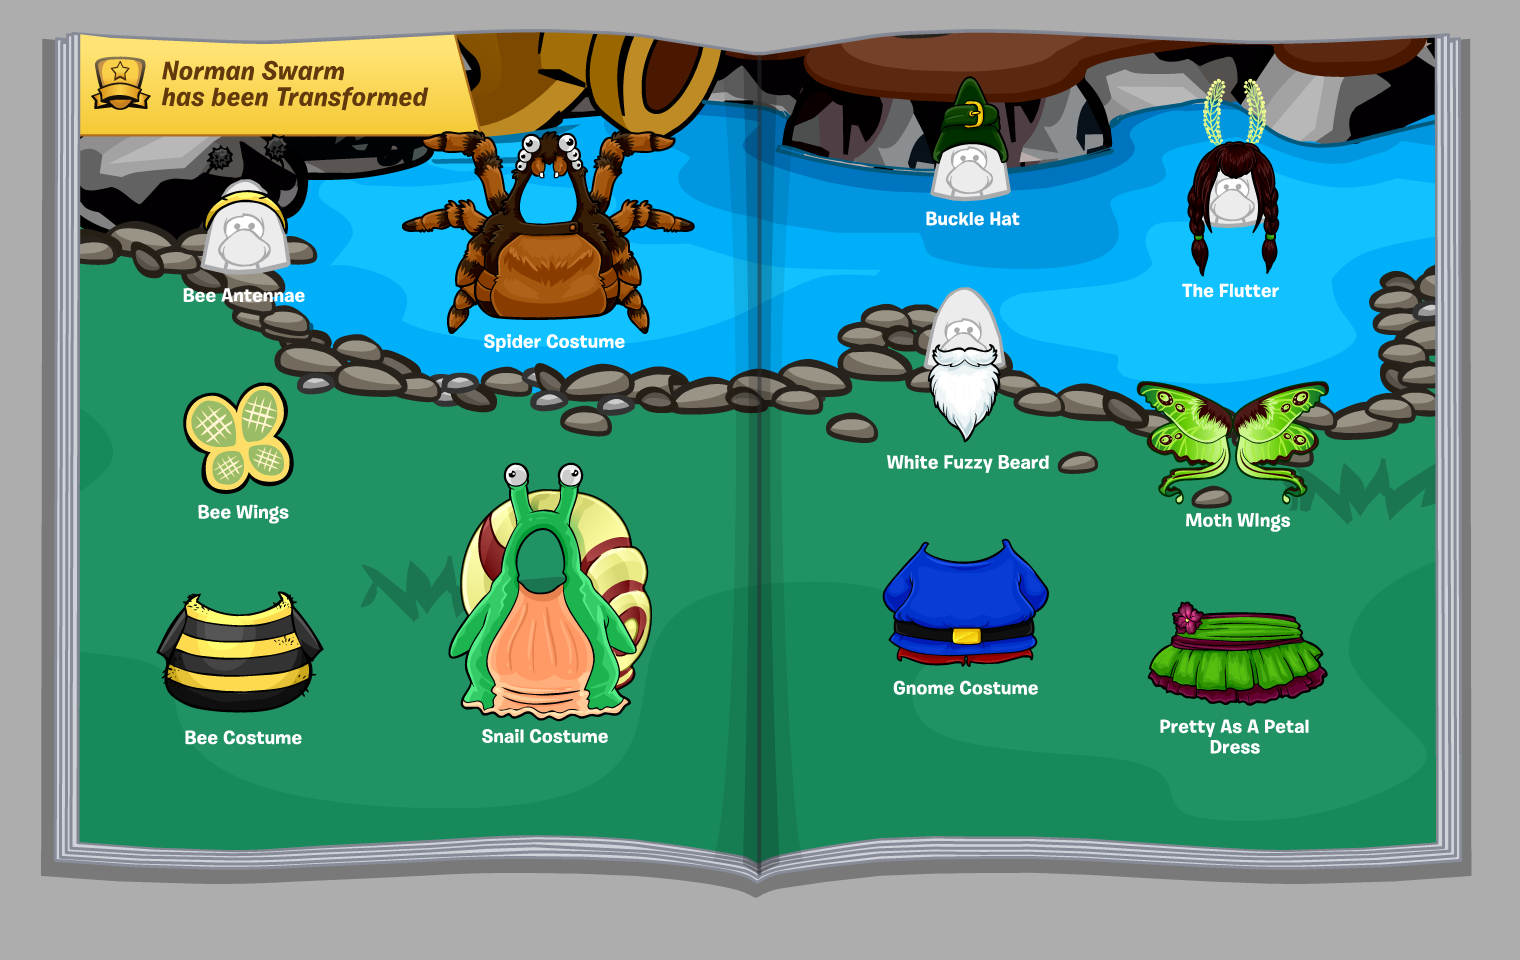 Norman Swarm
has been Transformed
Bee Antennae
Spider Costume
Bee Wings
Bee Costume
Snail Costume
Buckle Hat
The Flutter
White Fuzzy Beard
Moth WIngs
Gnome Costume
Pretty As A Petal
Dress